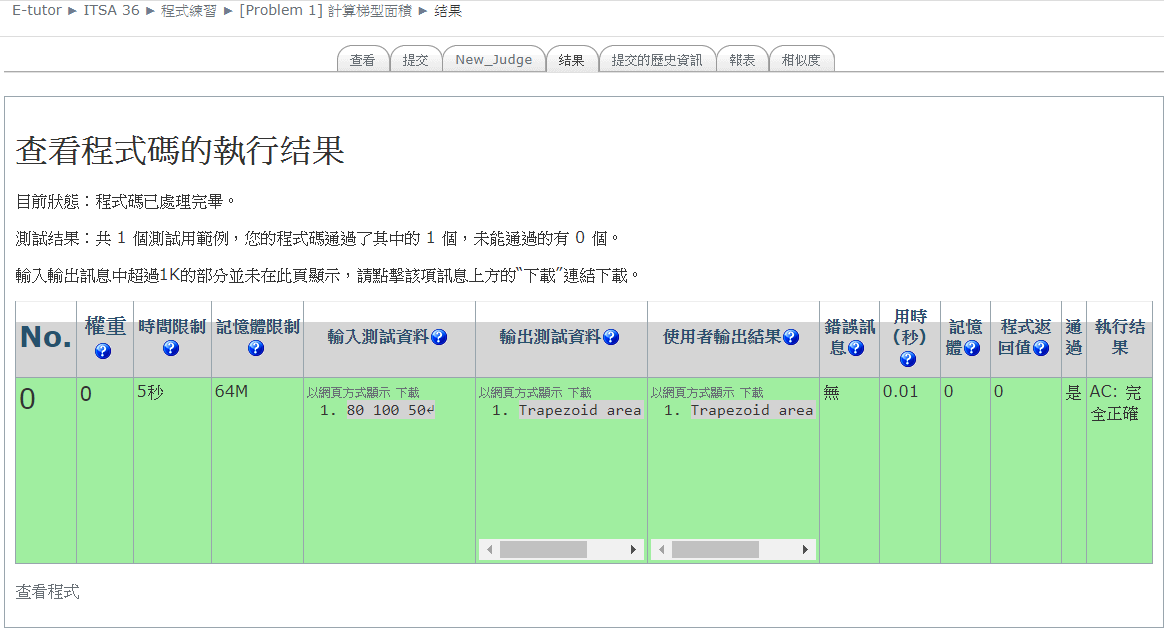 E-tutor ► ITSA 36 ► 程式練習 ► [Problem 1] 計算梯型面積 ► 結果
查看 提交 New_Judge 結果 提交的歷史資訊 報表 相似度
查看程式碼的執行结果
目前狀態：程式碼已處理完畢。
測試結果：共 1 個測試用範例，您的程式碼通過了其中的 1 個，未能通過的有 0 個。
輸入輸出訊息中超過1K的部分並未在此頁顯示，請點擊該項訊息上方的“下載”連結下載。
No. 權重 時間限制 記憶體限制 輸入測試資料 輸出測試資料 使用者輸出結果 錯誤訊息 用時（秒） 記憶體 程式返回值 通過 執行结果
0 0 5秒 64M 以網頁方式顯示 下載 以網頁方式顯示 下載 以網頁方式顯示 下載 無 0.01 0 0 是 AC: 完全正確
1. 80 100 50↵ 1. Trapezoid area 1. Trapezoid area
查看程式